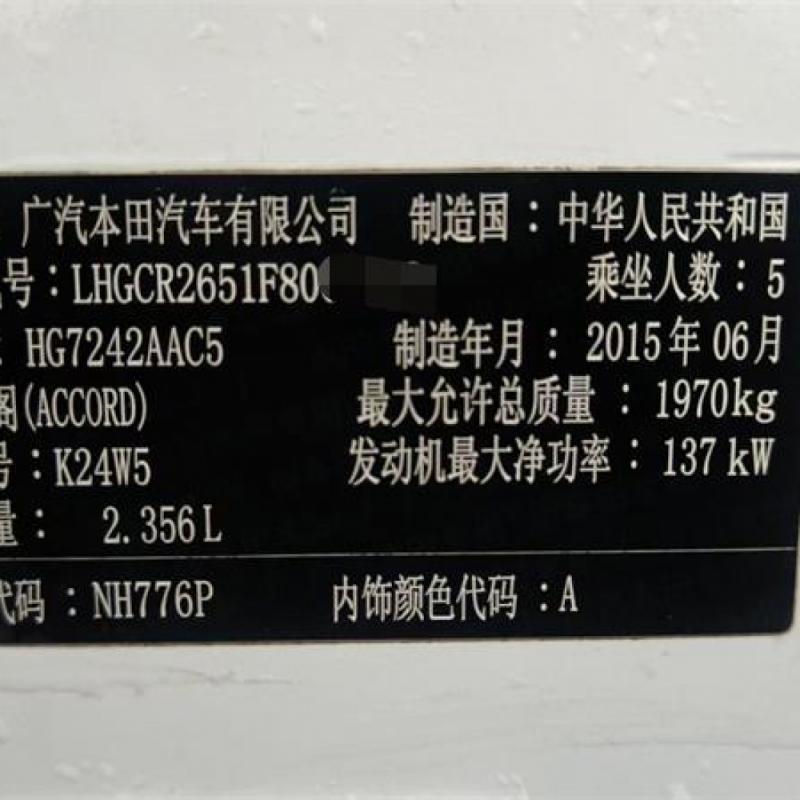 广汽本田汽车有限公司 制造国：中华人民共和国
号：LHGCR2651F80 乘坐人数：5
：HG7242AAC5 制造年月：2015年06月
阁(ACCORD) 最大允许总质量：1970kg
号：K24W5 发动机最大净功率：137kW
量：2.356L
代码：NH776P 内饰颜色代码：A